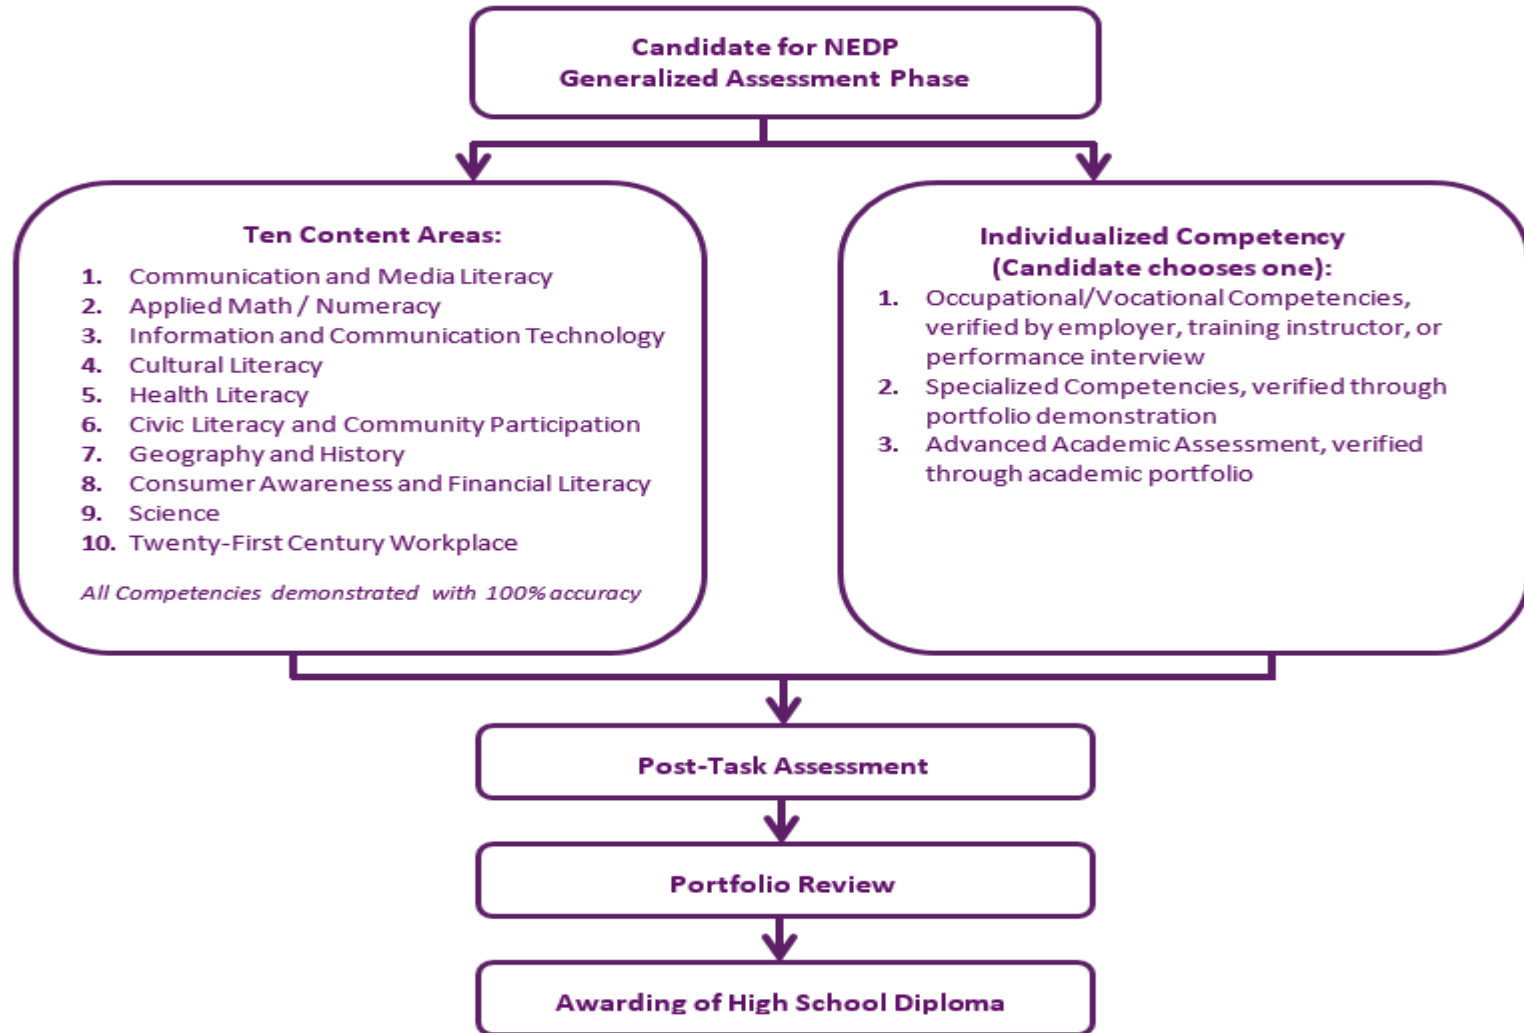 Candidate for NEDP
Generalized Assessment Phase
Ten Content Areas:
1. Communication and Media Literacy
2. Applied Math / Numeracy
3. Information and Communication Technology
4. Cultural Literacy
5. Health Literacy
6. Civic Literacy and Community Participation
7. Geography and History
8. Consumer Awareness and Financial Literacy
9. Science
10. Twenty-First Century Workplace
All Competencies demonstrated with 100% accuracy
Individualized Competency
(Candidate chooses one):
1. Occupational/Vocational Competencies,
verified by employer, training instructor, or
performance interview
2. Specialized Competencies, verified through
portfolio demonstration
3. Advanced Academic Assessment, verified
through academic portfolio
Post-Task Assessment
Portfolio Review
Awarding of High School Diploma